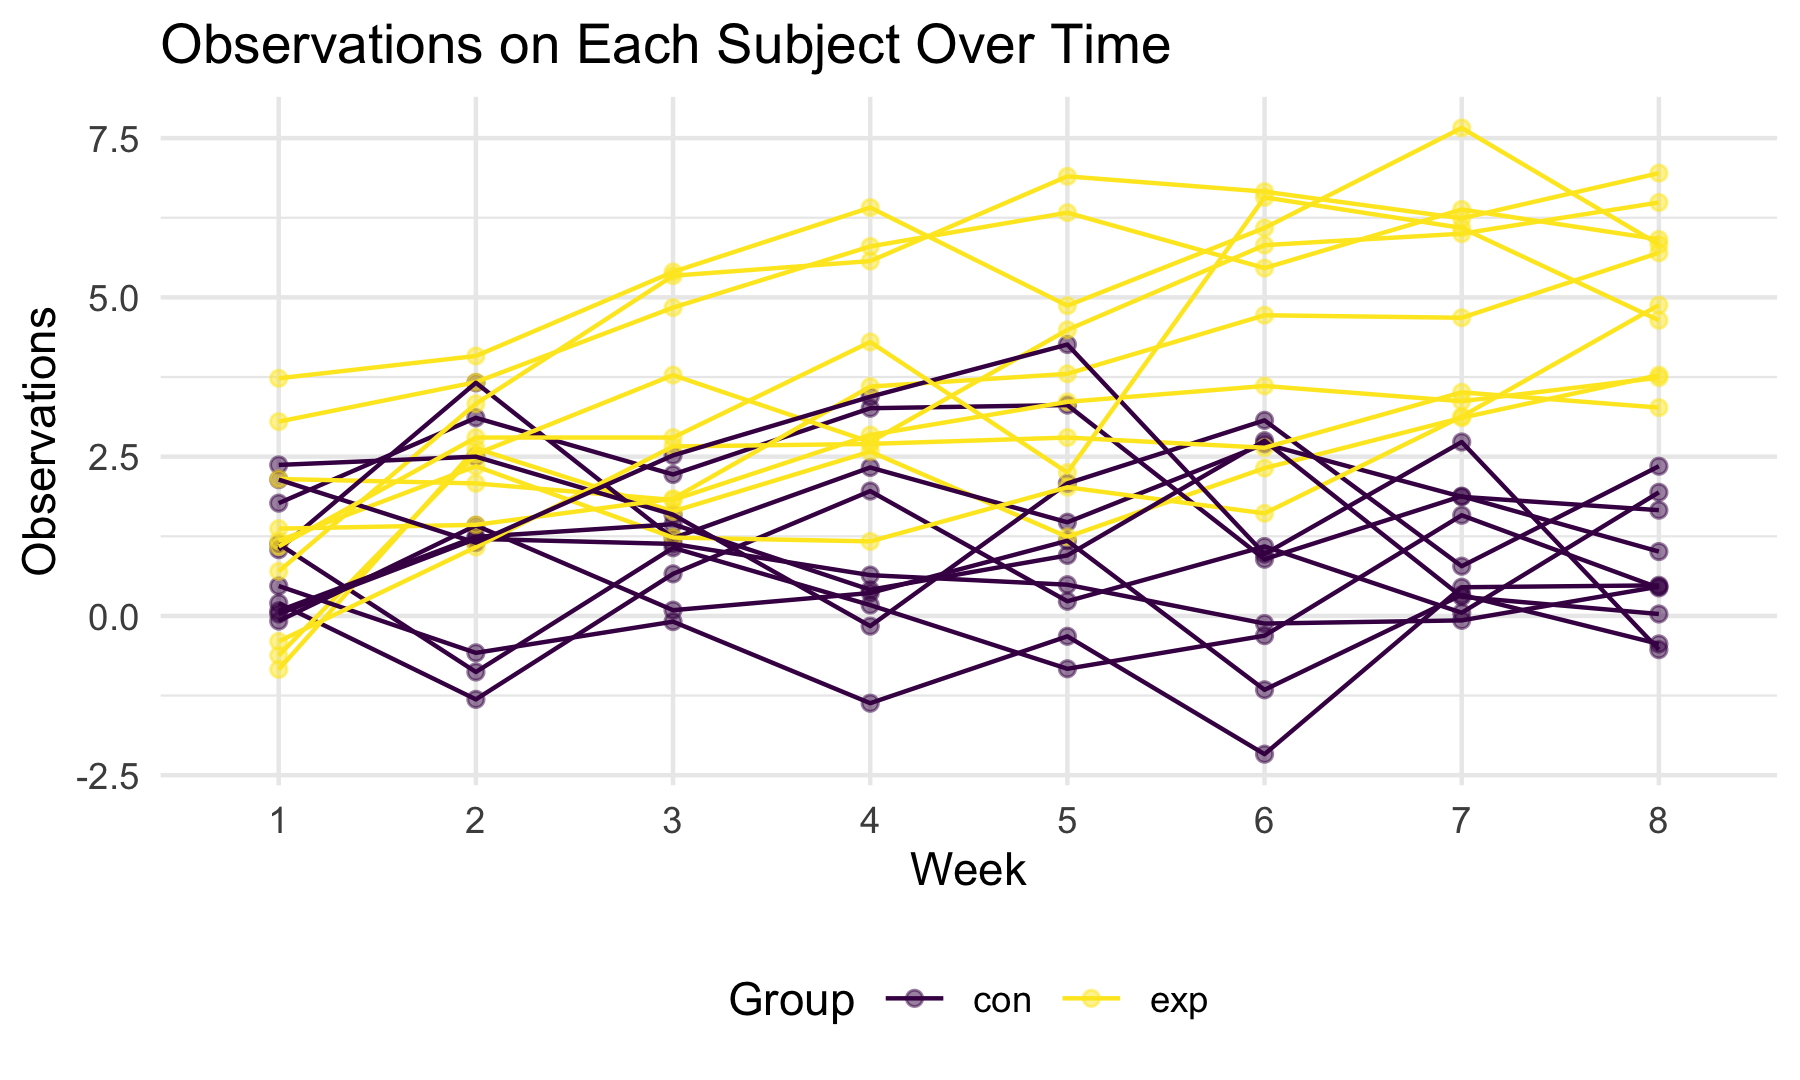 Observations on Each Subject Over Time
Observations
7.5
5.0
2.5
0.0
-2.5
1 2 3 4 5 6 7 8
Week
Group con exp